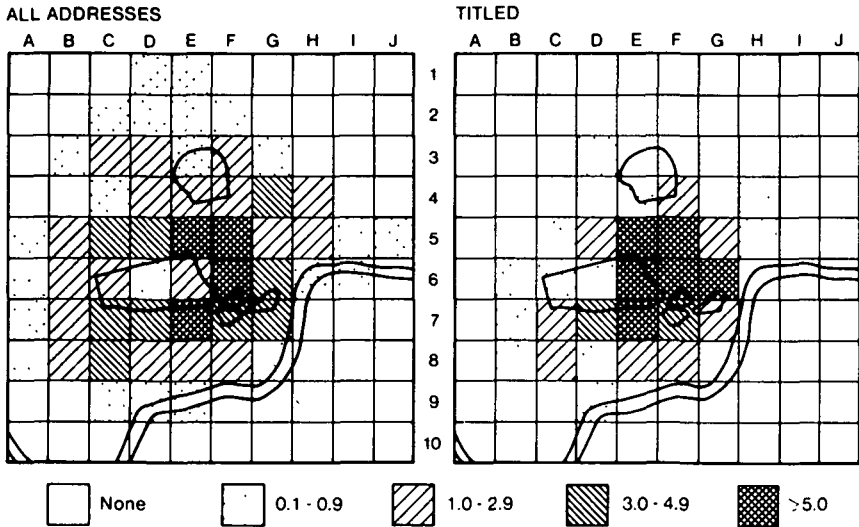 ALL ADDRESSES
TITLED
A B C D E F G H I J
A B C D E F G H I J
1
2
3
4
5
6
7
8
9
10
None
0.1 - 0.9
1.0 - 2.9
3.0 - 4.9
>5.0